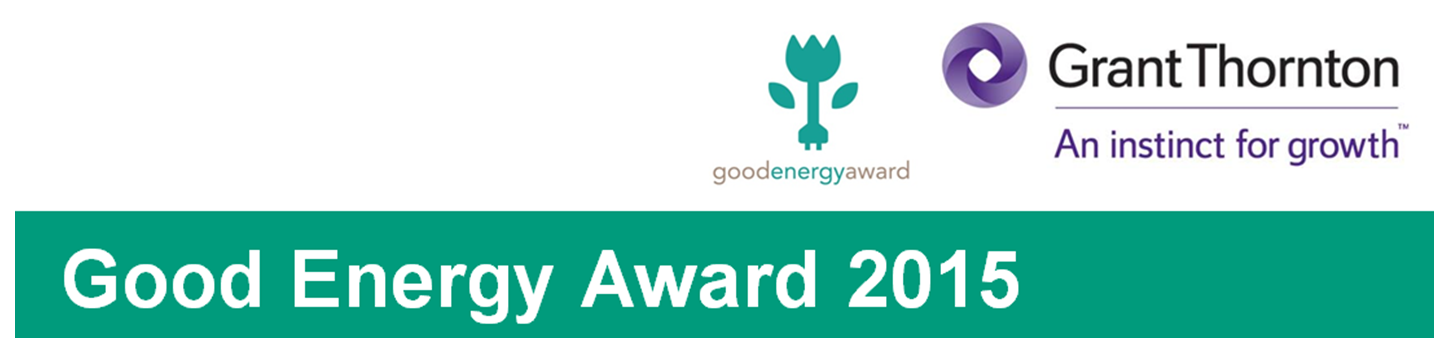 Grant Thornton
An instinct for growth™
goodenergyaward
Good Energy Award 2015